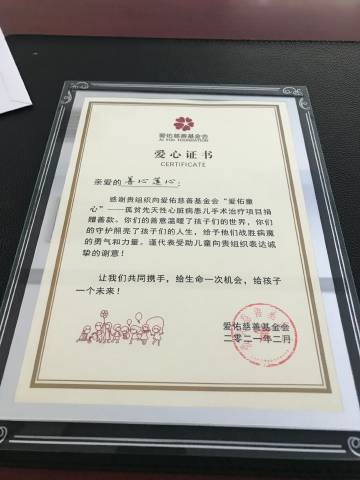 爱佑慈善基金会
AI YOU FOUNDATION
爱心证书
CERTIFICATE
亲爱的善心莲心:
感谢贵组织向爱佑慈善基金会“爱佑童
心”——孤贫先天性心脏病患儿手术治疗项目捐
赠善款。你们的善意温暖了孩子们的世界，你们
的守护照亮了孩子们的人生，给予他们战胜病魔
的勇气和力量。谨代表受助儿童向贵组织表达诚
挚的谢意！
让我们共同携手，给生命一次机会，给孩子
一个未来！
爱佑慈善基金会
二零二一年二月